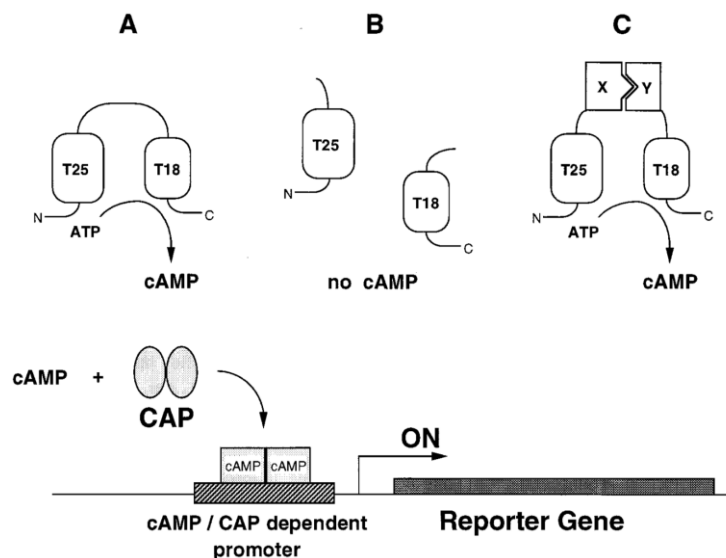 A
B
C
X
Y
T25
T18
T25
T18
T25
T18
N
C
N
C
N
C
ATP
ATP
cAMP
no cAMP
cAMP
cAMP + CAP
ON
cAMP cAMP
cAMP / CAP dependent
promoter
Reporter Gene